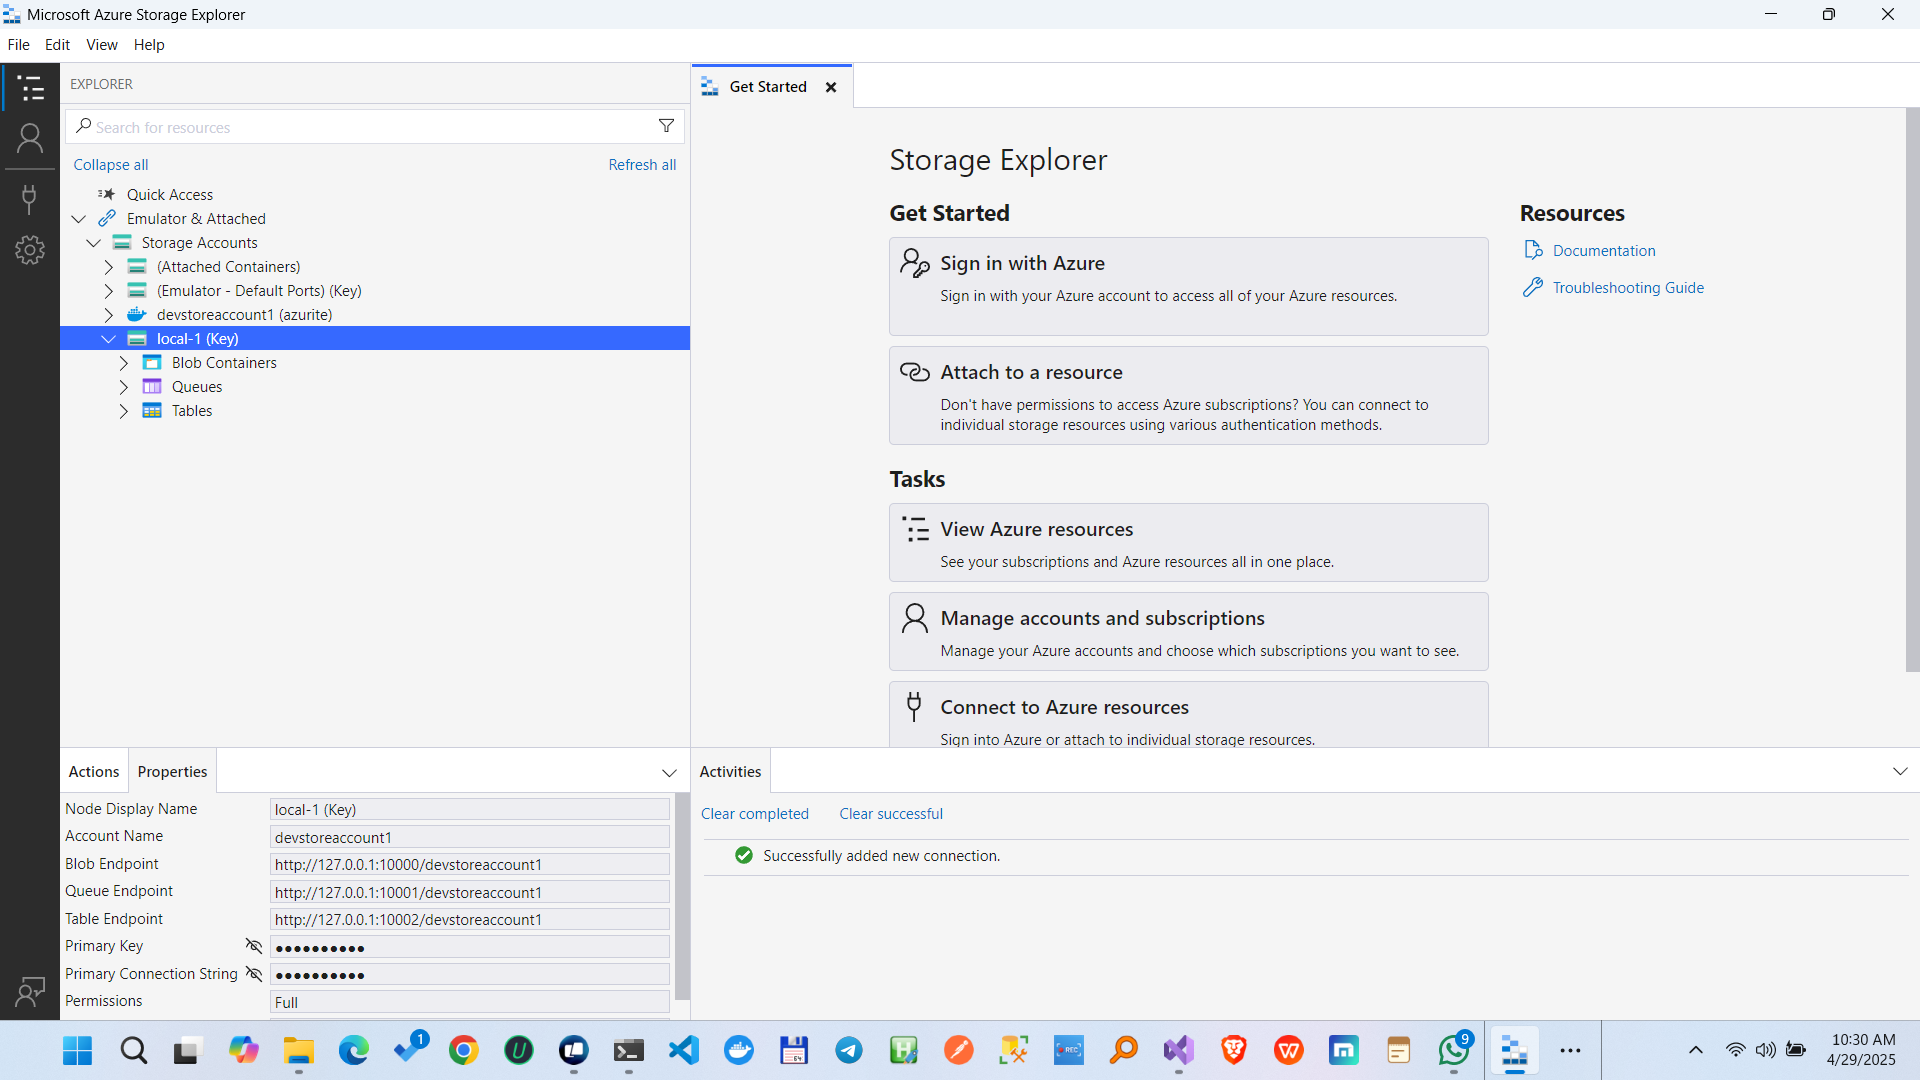 Microsoft Azure Storage Explorer
File Edit View Help
EXPLORER
Search for resources
Collapse all Refresh all
Quick Access
Emulator & Attached
Storage Accounts
(Attached Containers)
(Emulator - Default Ports) (Key)
devstoreaccount1 (azurite)
local-1 (Key)
Blob Containers
Queues
Tables
Get Started
Storage Explorer
Get Started
Sign in with Azure
Sign in with your Azure account to access all of your Azure resources.
Attach to a resource
Don't have permissions to access Azure subscriptions? You can connect to
individual storage resources using various authentication methods.
Tasks
View Azure resources
See your subscriptions and Azure resources all in one place.
Manage accounts and subscriptions
Manage your Azure accounts and choose which subscriptions you want to see.
Connect to Azure resources
Sign into Azure or attach to individual storage resources.
Resources
Documentation
Troubleshooting Guide
Actions Properties
Node Display Name local-1 (Key)
Account Name devstoreaccount1
Blob Endpoint http://127.0.0.1:10000/devstoreaccount1
Queue Endpoint http://127.0.0.1:10001/devstoreaccount1
Table Endpoint http://127.0.0.1:10002/devstoreaccount1
Primary Key ●●●●●●●●●●
Primary Connection String ●●●●●●●●●●
Permissions Full
Activities
Clear completed Clear successful
Successfully added new connection.
1
U
64
H
REC
W
m
9
10:30 AM
4/29/2025